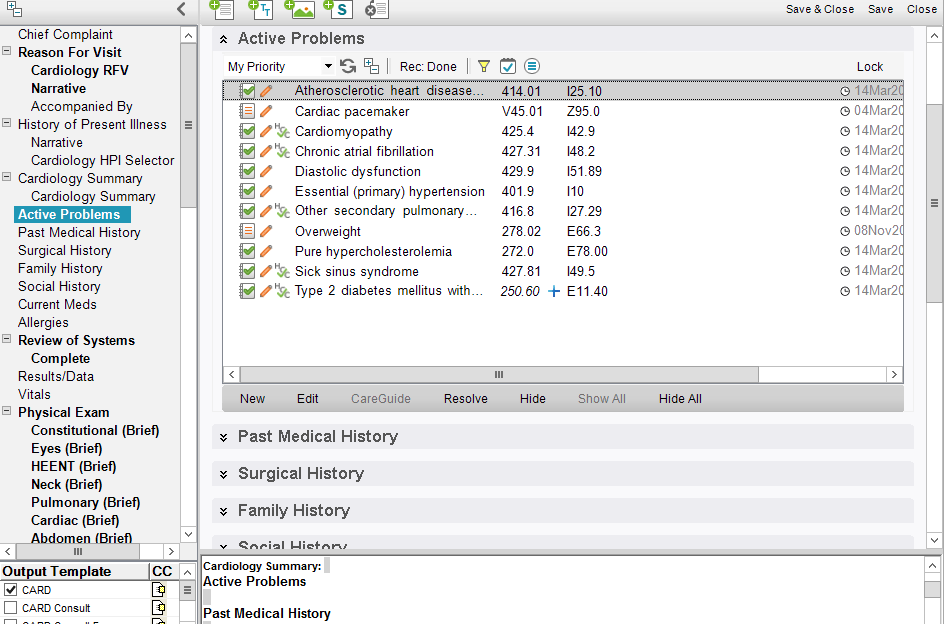 Save & Close Save Close
Chief Complaint
Reason For Visit
Cardiology RFV
Narrative
Accompanied By
History of Present Illness
Narrative
Cardiology HPI Selector
Cardiology Summary
Cardiology Summary
Active Problems
Past Medical History
Surgical History
Family History
Social History
Current Meds
Allergies
Review of Systems
Complete
Results/Data
Vitals
Physical Exam
Constitutional (Brief)
Eyes (Brief)
HEENT (Brief)
Neck (Brief)
Pulmonary (Brief)
Cardiac (Brief)
Abdomen (Brief)
Output Template CC
CARD
CARD Consult
Active Problems
My Priority Rec: Done Lock
Atherosclerotic heart disease... 414.01 I25.10 14Mar20
Cardiac pacemaker V45.01 Z95.0 04Mar20
Cardiomyopathy 425.4 I42.9 14Mar20
Chronic atrial fibrillation 427.31 I48.2 14Mar20
Diastolic dysfunction 429.9 I51.89 14Mar20
Essential (primary) hypertension 401.9 I10 14Mar20
Other secondary pulmonary... 416.8 I27.29 14Mar20
Overweight 278.02 E66.3 08Nov20
Pure hypercholesterolemia 272.0 E78.00 14Mar20
Sick sinus syndrome 427.81 I49.5 14Mar20
Type 2 diabetes mellitus with... 250.60 + E11.40 14Mar20
New Edit CareGuide Resolve Hide Show All Hide All
Past Medical History
Surgical History
Family History
Social History
Cardiology Summary:
Active Problems
Past Medical History